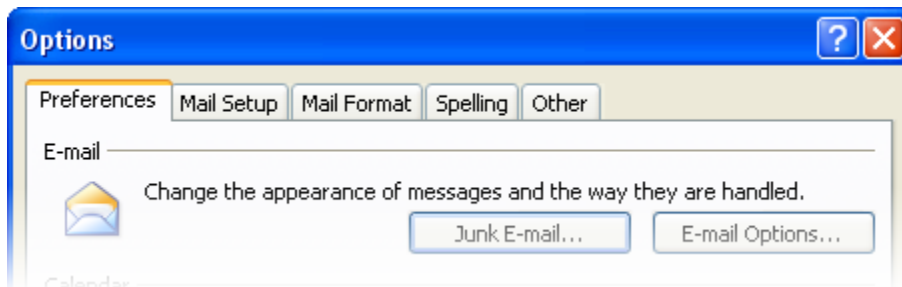 Options
Preferences Mail Setup Mail Format Spelling Other
E-mail
Change the appearance of messages and the way they are handled.
Junk E-mail... E-mail Options...
Calendar